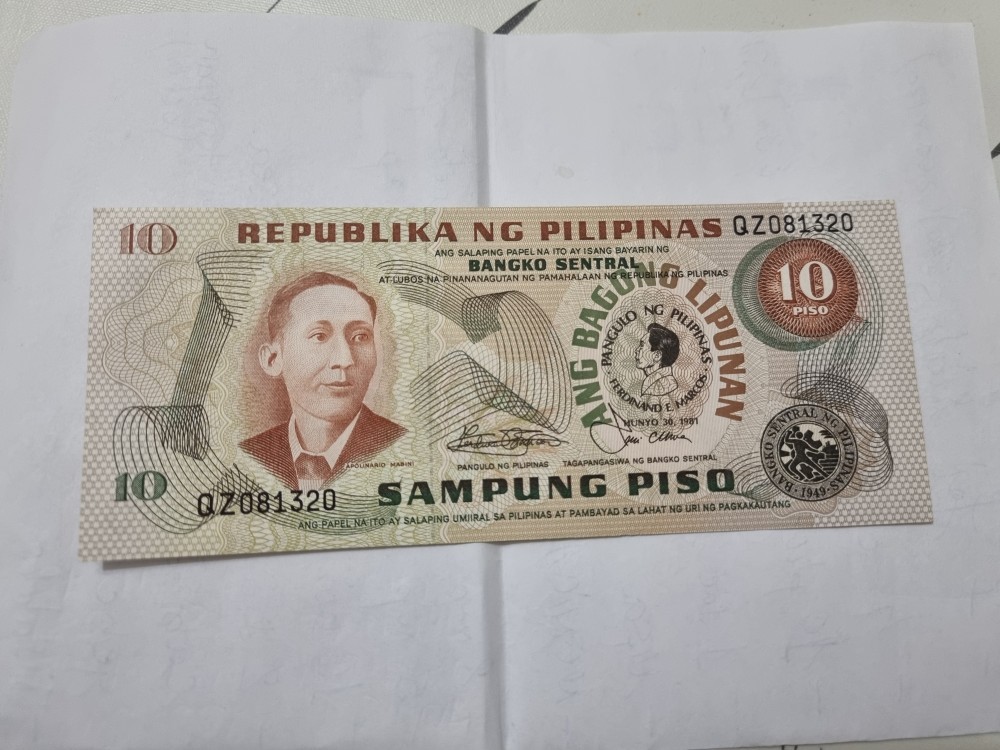 10
REPUBLIKA NG PILIPINAS
QZ081320
ANG SALAPING PAPEL NA ITO AY ISANG BAYARIN NG
BANGKO SENTRAL
AT LUBOS NA PINANANAGUTAN NG PAMAHALAAN NG REPUBLIKA NG PILIPINAS
10
PISO
ANG BAGONG LIPUNAN
PANGULO NG PILIPINAS
FERDINAND E. MARCOS
HUNYO 30, 1981
APOLINARIO MABINI
PANGULO NG PILIPINAS
TAGAPANGASIWA NG BANGKO SENTRAL
BANGKO SENTRAL NG PILIPINAS
·1949·
10
QZ081320
SAMPUNG PISO
ANG PAPEL NA ITO AY SALAPING UMIIRAL SA PILIPINAS AT PAMBAYAD SA LAHAT NG URI NG PAGKAKAUTANG